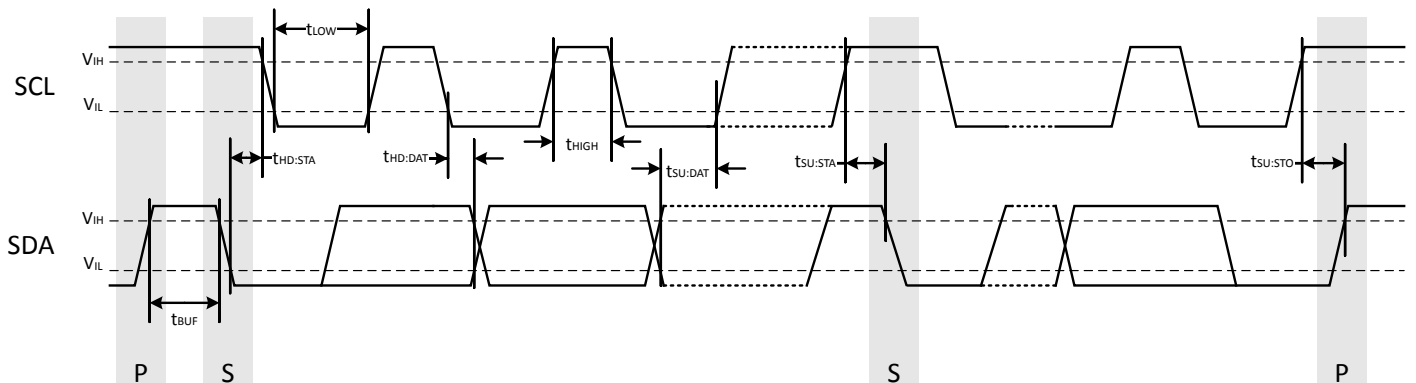 tLOW
VIH
SCL
VIL
tHD:STA
tHD:DAT
tHIGH
tSU:DAT
tSU:STA
tSU:STO
VIH
SDA
VIL
tBUF
P
S
S
P